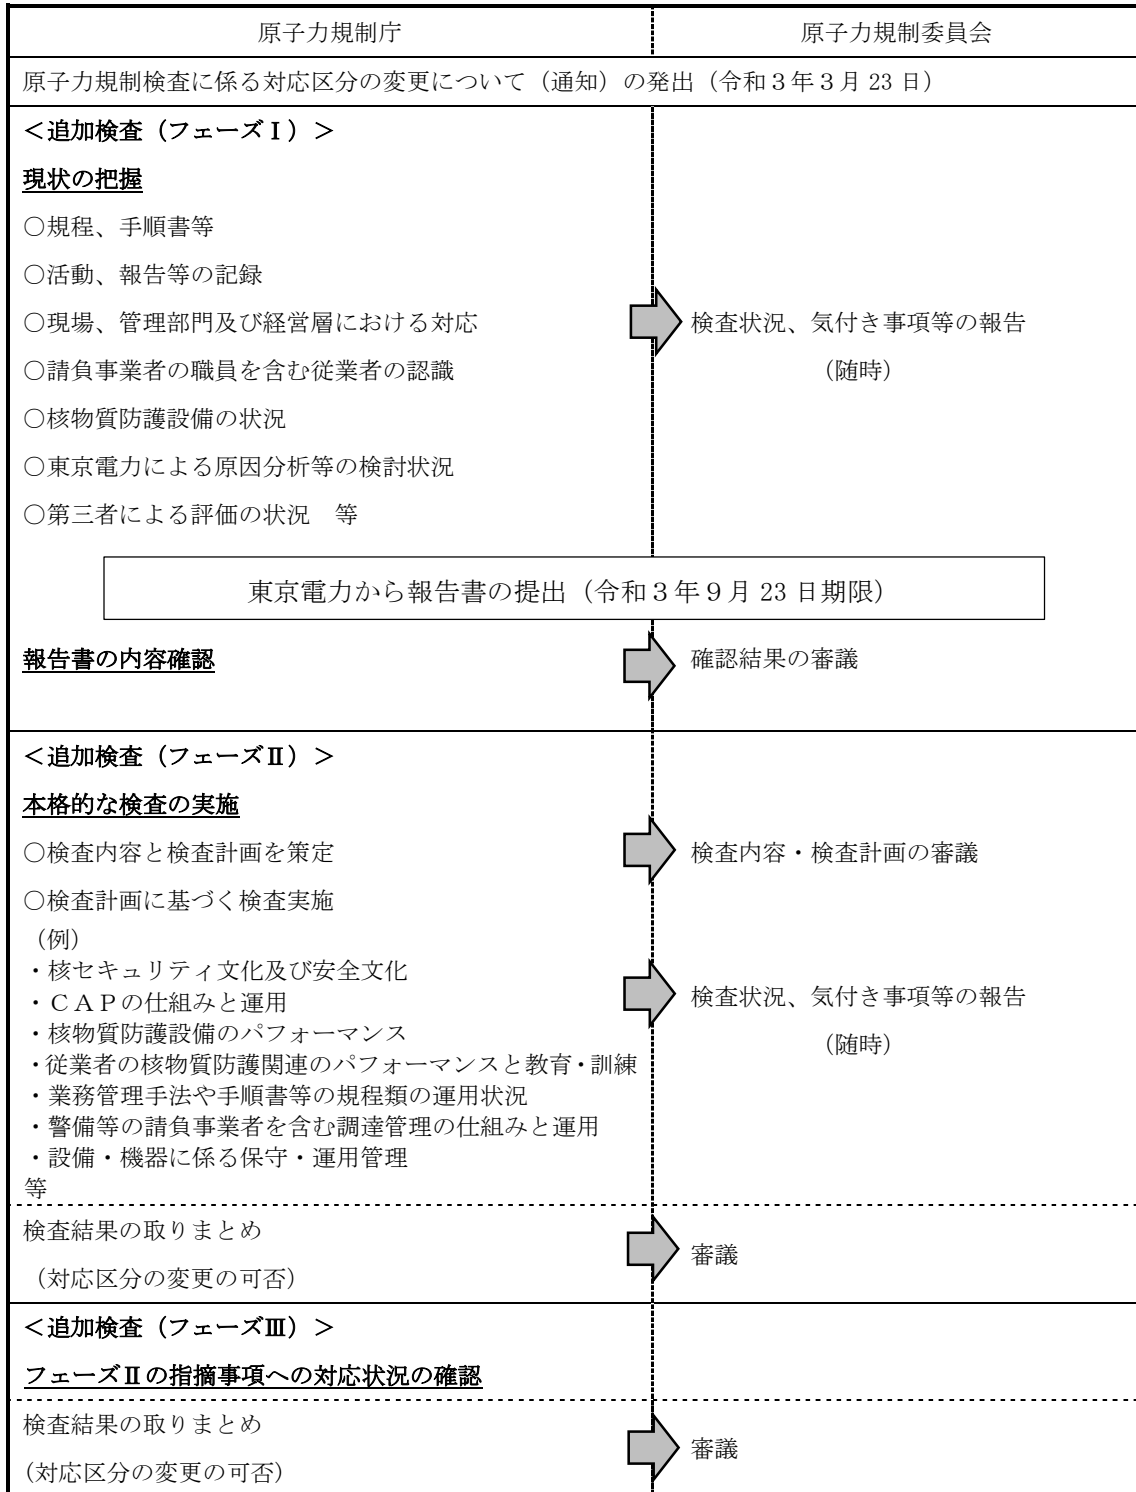 原子力規制庁
原子力規制委員会
原子力規制検査に係る対応区分の変更について（通知）の発出（令和３年３月 23 日）
＜追加検査（フェーズⅠ）＞
現状の把握
○規程、手順書等
○活動、報告等の記録
○現場、管理部門及び経営層における対応
○請負事業者の職員を含む従業者の認識
○核物質防護設備の状況
○東京電力による原因分析等の検討状況
○第三者による評価の状況　等
検査状況、気付き事項等の報告
（随時）
東京電力から報告書の提出（令和３年９月 23 日期限）
報告書の内容確認
確認結果の審議
＜追加検査（フェーズⅡ）＞
本格的な検査の実施
○検査内容と検査計画を策定
検査内容・検査計画の審議
○検査計画に基づく検査実施
（例）
・核セキュリティ文化及び安全文化
・ＣＡＰの仕組みと運用
・核物質防護設備のパフォーマンス
・従業者の核物質防護関連のパフォーマンスと教育・訓練
・業務管理手法や手順書等の規程類の運用状況
・警備等の請負事業者を含む調達管理の仕組みと運用
・設備・機器に係る保守・運用管理
等
検査状況、気付き事項等の報告
（随時）
検査結果の取りまとめ
（対応区分の変更の可否）
審議
＜追加検査（フェーズⅢ）＞
フェーズⅡの指摘事項への対応状況の確認
検査結果の取りまとめ
(対応区分の変更の可否）
審議